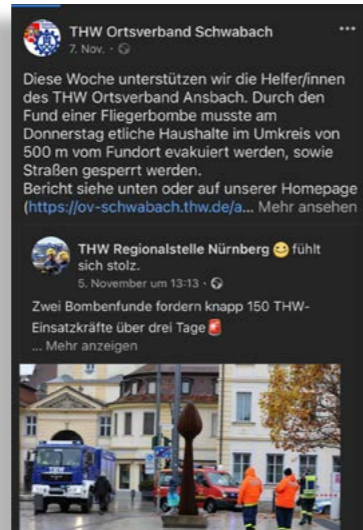 THW Ortsverband Schwabach
7. Nov. ·
Diese Woche unterstützen wir die Helfer/innen
des THW Ortsverband Ansbach. Durch den
Fund einer Fliegerbombe musste am
Donnerstag etliche Haushalte im Umkreis von
500 m vom Fundort evakuiert werden, sowie
Straßen gesperrt werden.
Bericht siehe unten oder auf unserer Homepage
(https://ov-schwabach.thw.de/a... Mehr ansehen
THW Regionalstelle Nürnberg 😊 fühlt
sich stolz.
5. November um 13:13 ·
Zwei Bombenfunde fordern knapp 150 THW-
Einsatzkräfte über drei Tage🚨
... Mehr anzeigen
THW